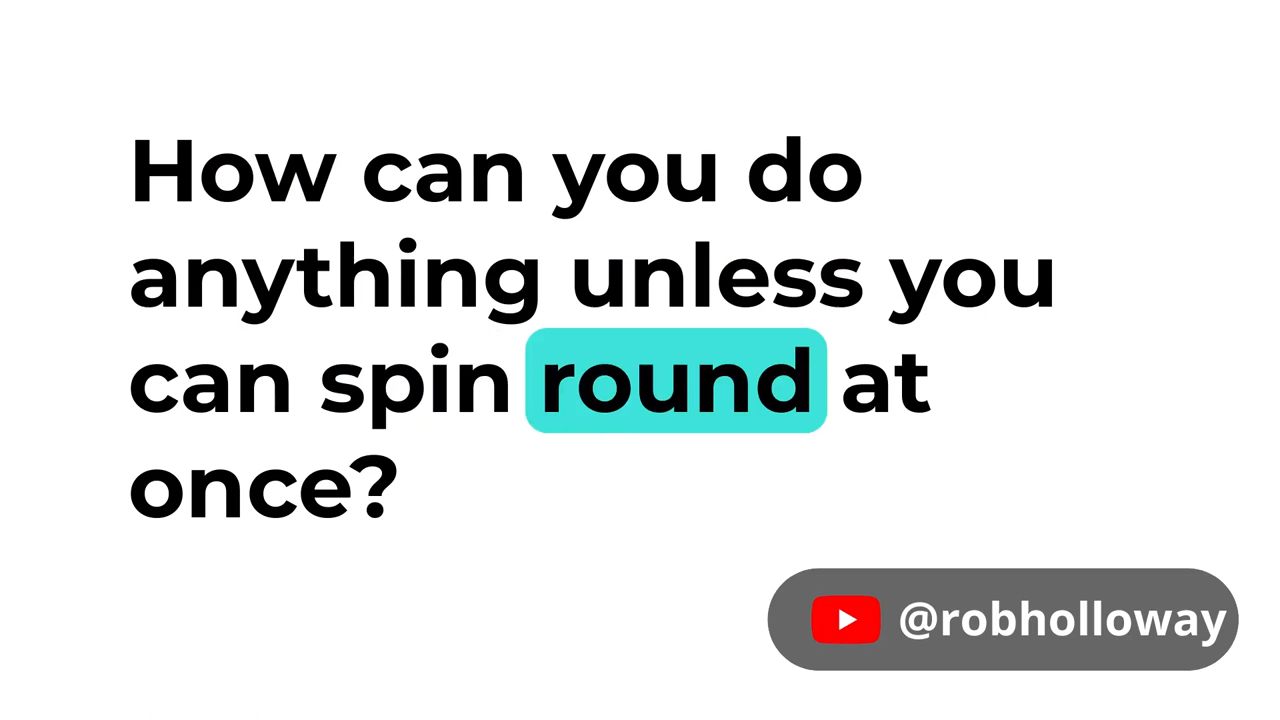 How can you do
anything unless you
can spin round at
once?
@robholloway